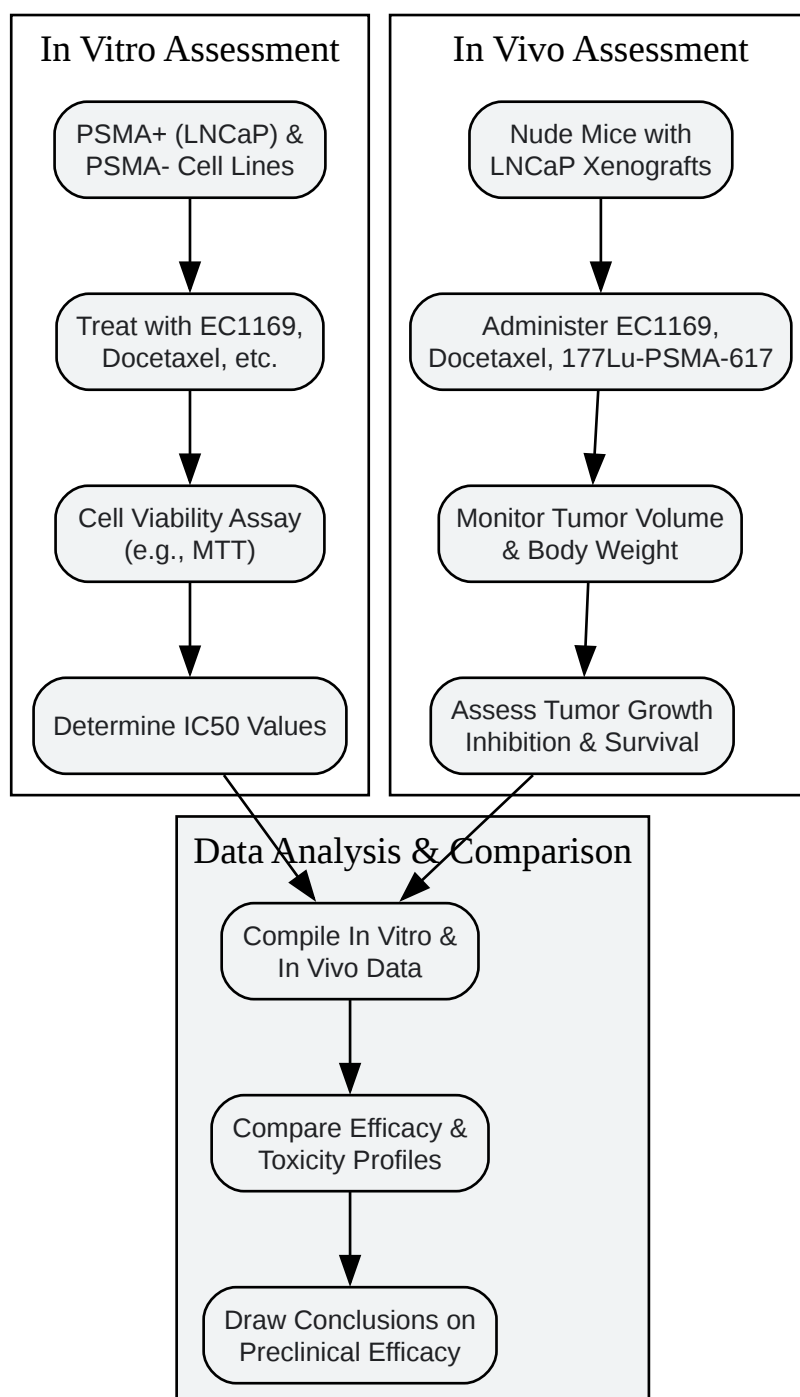 In Vitro Assessment
PSMA+ (LNCaP) &
PSMA- Cell Lines
Treat with EC1169,
Docetaxel, etc.
Cell Viability Assay
(e.g., MTT)
Determine IC50 Values
In Vivo Assessment
Nude Mice with
LNCaP Xenografts
Administer EC1169,
Docetaxel, 177Lu-PSMA-617
Monitor Tumor Volume
& Body Weight
Assess Tumor Growth
Inhibition & Survival
Data Analysis & Comparison
Compile In Vitro &
In Vivo Data
Compare Efficacy &
Toxicity Profiles
Draw Conclusions on
Preclinical Efficacy